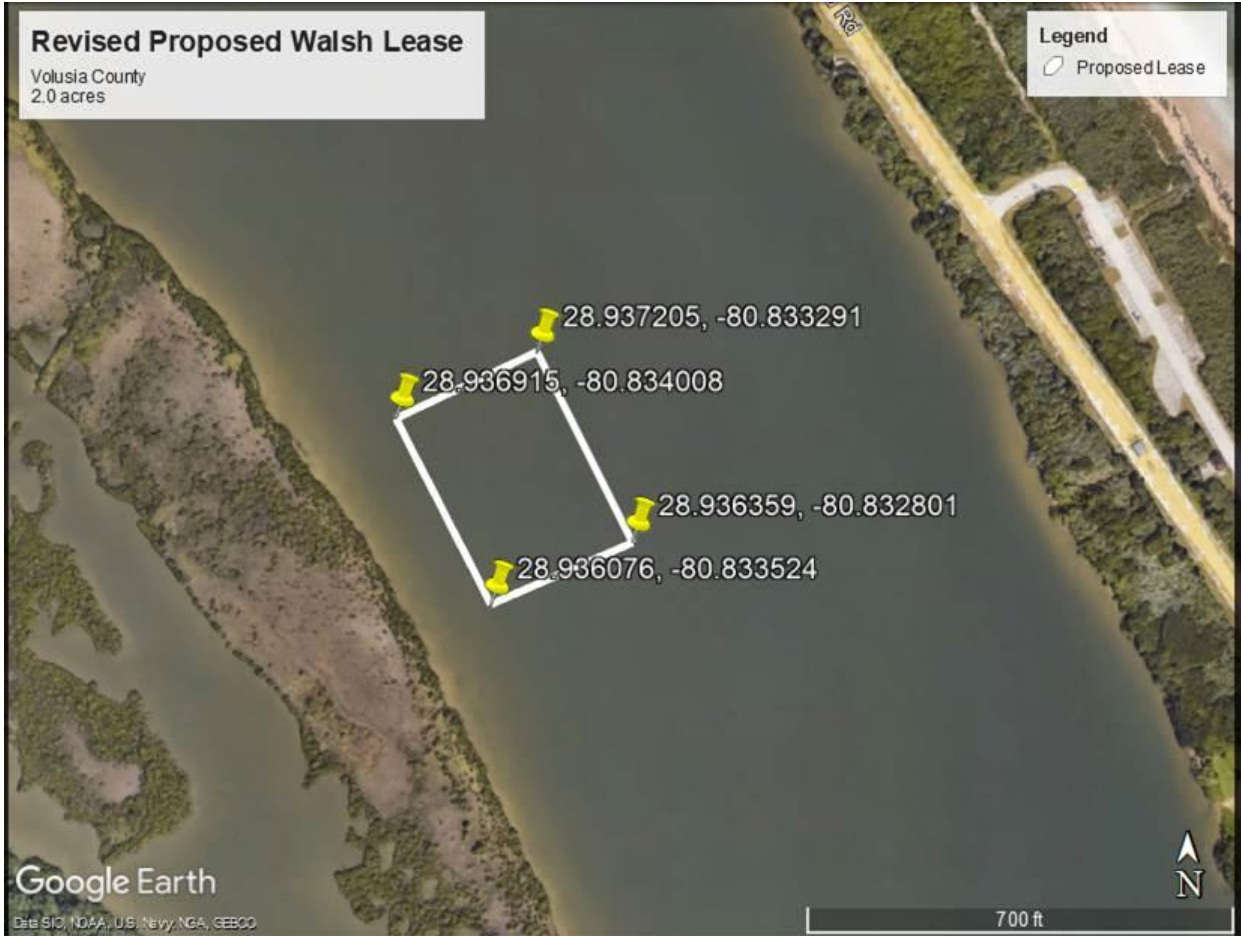 Revised Proposed Walsh Lease
Volusia County
2.0 acres
Legend
Proposed Lease
Rd
28.937205, -80.833291
28.936915, -80.834008
28.936359, -80.832801
28.936076, -80.833524
Google Earth
Data SIO, NOAA, U.S. Navy, NGA, GEBCO
N
700 ft